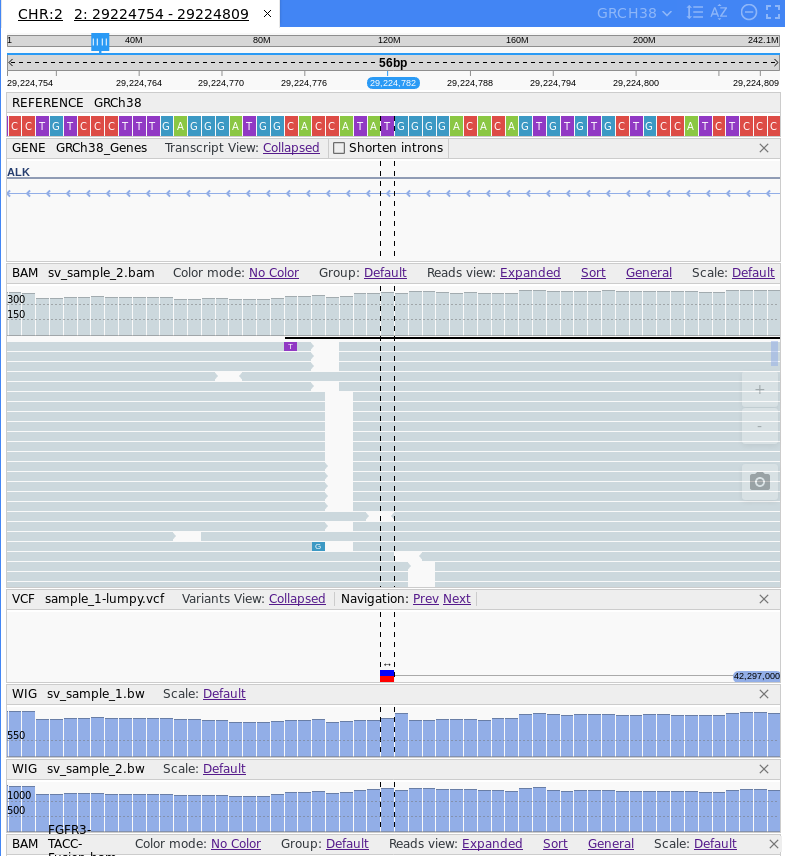 CHR:2 2: 29224754 - 29224809 × GRCH38 AZ
1 40M 80M 120M 160M 200M 242.1M
56bp
29,224,754 29,224,764 29,224,770 29,224,776 29,224,782 29,224,788 29,224,794 29,224,800 29,224,809
REFERENCE GRCh38
C C T G T C C C T T T G A G G G A T G G C A C C A T A T G G G G A C A C A G T G T G T G C T G C C A T C T C C C
GENE GRCh38_Genes Transcript View: Collapsed Shorten introns ×
ALK
BAM sv_sample_2.bam Color mode: No Color Group: Default Reads view: Expanded Sort General Scale: Default
300
150
T
+
-
G
VCF sample_1-lumpy.vcf Variants View: Collapsed Navigation: Prev Next ×
42,297,000
WIG sv_sample_1.bw Scale: Default ×
550
WIG sv_sample_2.bw Scale: Default ×
1000
500
FGFR3-
BAM TACC- Color mode: No Color Group: Default Reads view: Expanded Sort General Scale: Default ×
Fusion.bam